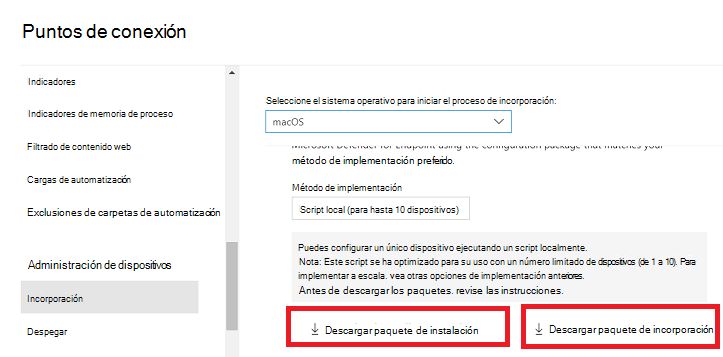 Puntos de conexión
Indicadores
Indicadores de memoria de proceso
Filtrado de contenido web
Cargas de automatización
Exclusiones de carpetas de automatización
Administración de dispositivos
Incorporación
Despegar
Seleccione el sistema operativo para iniciar el proceso de incorporación:
macOS
Microsoft Defender for Endpoint using the configuration package that matches your
método de implementación preferido.
Método de implementación
Script local (para hasta 10 dispositivos)
Puedes configurar un único dispositivo ejecutando un script localmente.
Nota: Este script se ha optimizado para su uso con un número limitado de dispositivos (de 1 a 10). Para
implementar a escala. vea otras opciones de implementación anteriores.
Antes de descargar los paquetes. revise las instrucciones.
Descargar paquete de instalación
Descargar paquete de incorporación